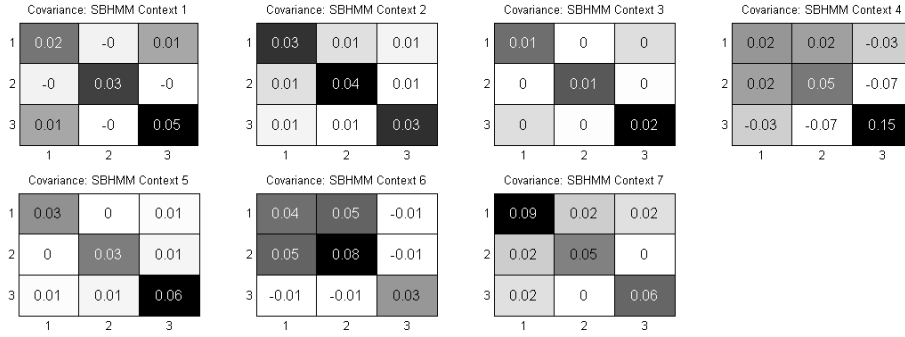 Covariance: SBHMM Context 1
1 0.02 -0 0.01
2 -0 0.03 -0
3 0.01 -0 0.05
1 2 3
Covariance: SBHMM Context 2
1 0.03 0.01 0.01
2 0.01 0.04 0.01
3 0.01 0.01 0.03
1 2 3
Covariance: SBHMM Context 3
1 0.01 0 0
2 0 0.01 0
3 0 0 0.02
1 2 3
Covariance: SBHMM Context 4
1 0.02 0.02 -0.03
2 0.02 0.05 -0.07
3 -0.03 -0.07 0.15
1 2 3
Covariance: SBHMM Context 5
1 0.03 0 0.01
2 0 0.03 0.01
3 0.01 0.01 0.06
1 2 3
Covariance: SBHMM Context 6
1 0.04 0.05 -0.01
2 0.05 0.08 -0.01
3 -0.01 -0.01 0.03
1 2 3
Covariance: SBHMM Context 7
1 0.09 0.02 0.02
2 0.02 0.05 0
3 0.02 0 0.06
1 2 3